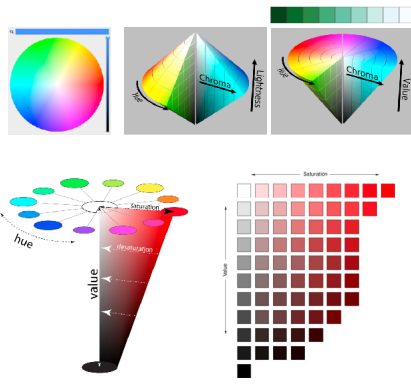 Hue
Chroma
Lightness
Hue
Chroma
Value
saturation
desaturation
hue
value
Saturation
Value